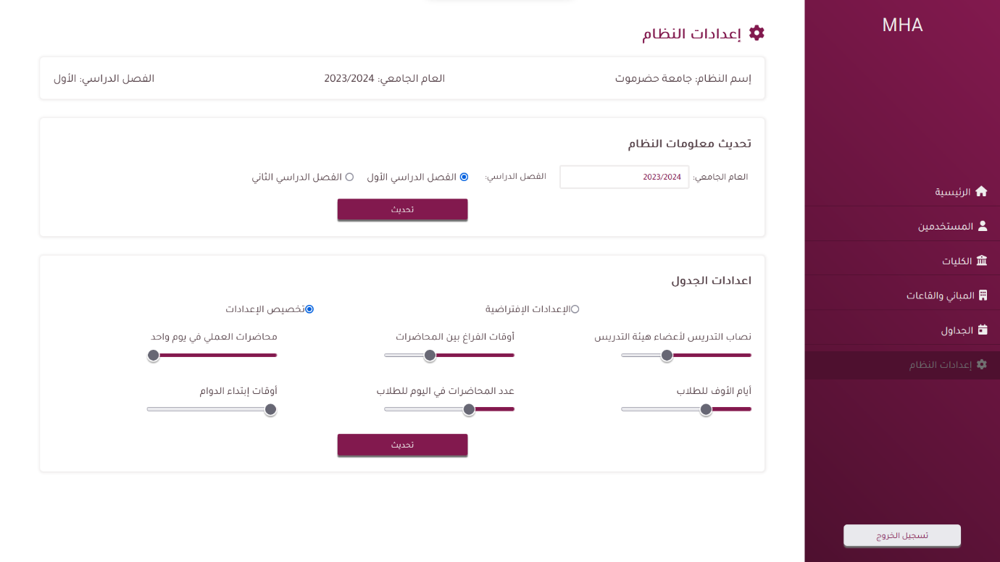 MHA
الرئيسية
المستخدمين
الكليات
المباني والقاعات
الجداول
إعدادات النظام
تسجيل الخروج
إعدادات النظام
إسم النظام: جامعة حضرموت
العام الجامعي: 2023/2024
الفصل الدراسي: الأول
تحديث معلومات النظام
العام الجامعي: 2023/2024 الفصل الدراسي: الفصل الدراسي الأول الفصل الدراسي الثاني
تحديث
اعدادات الجدول
الإعدادات الإفتراضية تخصيص الإعدادات
نصاب التدريس لأعضاء هيئة التدريس أوقات الفراغ بين المحاضرات محاضرات العملي في يوم واحد
أيام الأوف للطلاب عدد المحاضرات في اليوم للطلاب أوقات إبتداء الدوام
تحديث